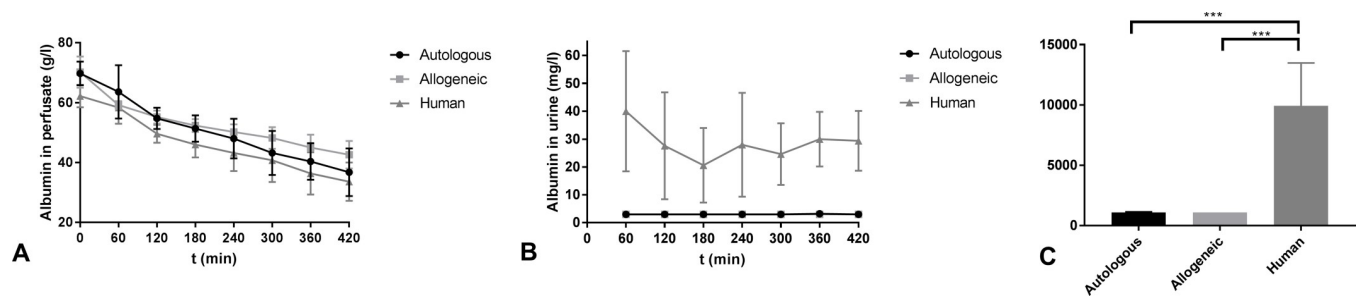 Albumin in perfusate (g/l)
80
60
40
20
0 60 120 180 240 300 360 420
t (min)
Autologous
Allogeneic
Human
A
Albumin in urine (mg/l)
60
50
40
30
20
10
0
0 60 120 180 240 300 360 420
t (min)
Autologous
Allogeneic
Human
B
***
***
15000
10000
5000
0
Autologous
Allogeneic
Human
C